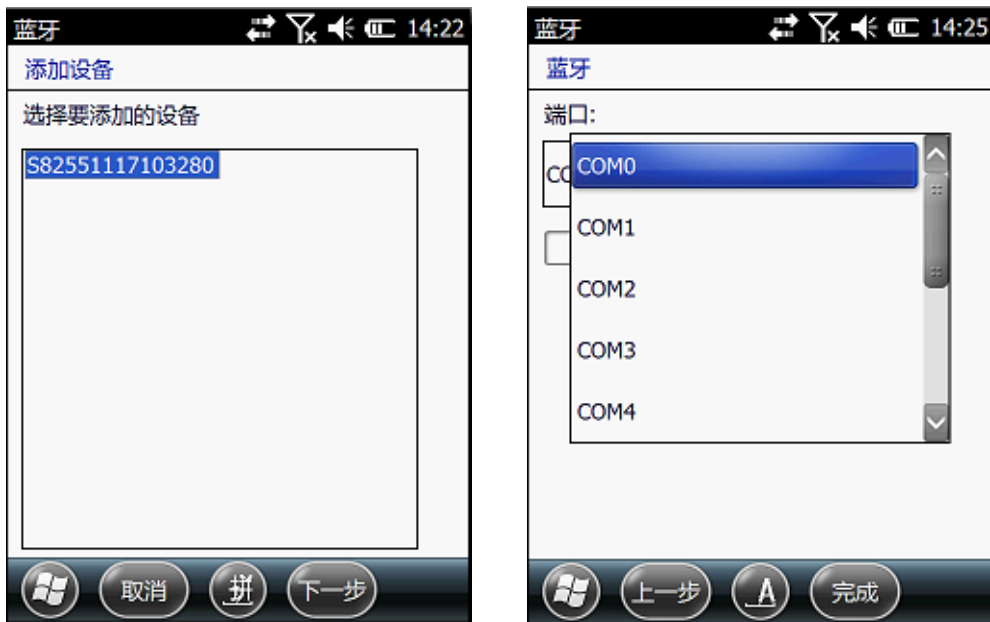 蓝牙 14:22
添加设备
选择要添加的设备
S82551117103280
取消 拼 下一步
蓝牙 14:25
蓝牙
端口:
CO
COM0
COM1
COM2
COM3
COM4
上一步 A 完成